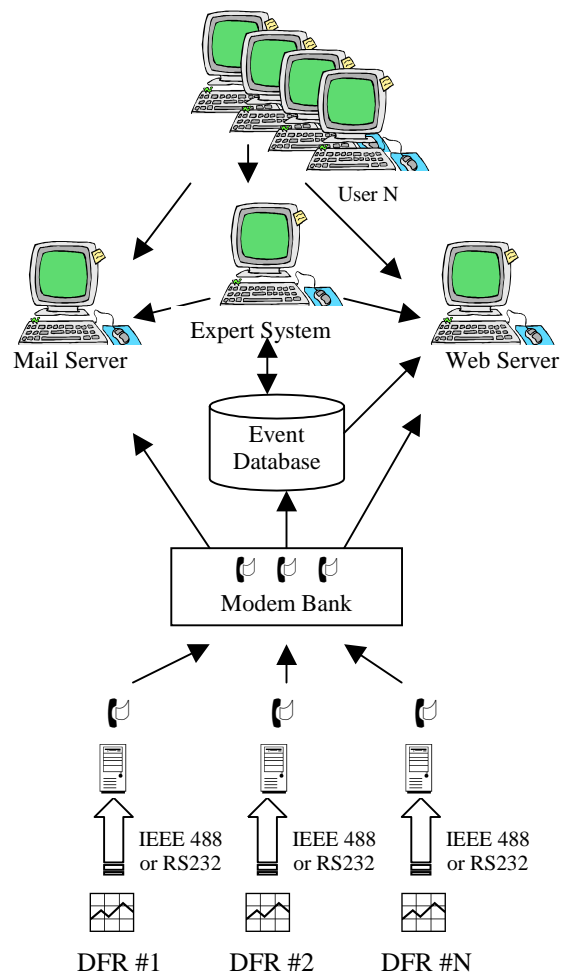 User N
Expert System
Mail Server
Web Server
Event
Database
Modem Bank
IEEE 488
or RS232
IEEE 488
or RS232
IEEE 488
or RS232
DFR #1
DFR #2
DFR #N